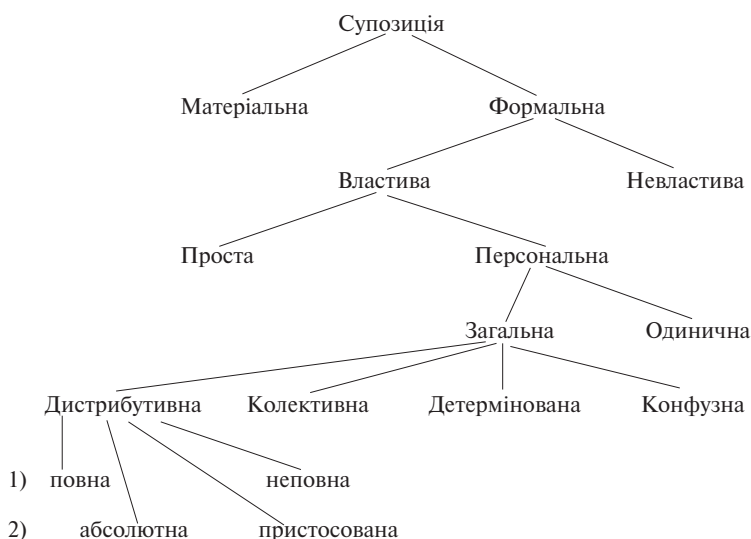 Супозиція
Матеріальна Формальна
Властива Невластива
Проста Персональна
Загальна Одинична
Дистрибутивна Колективна Детермінована Конфузна
1) повна неповна
2) абсолютна пристосована